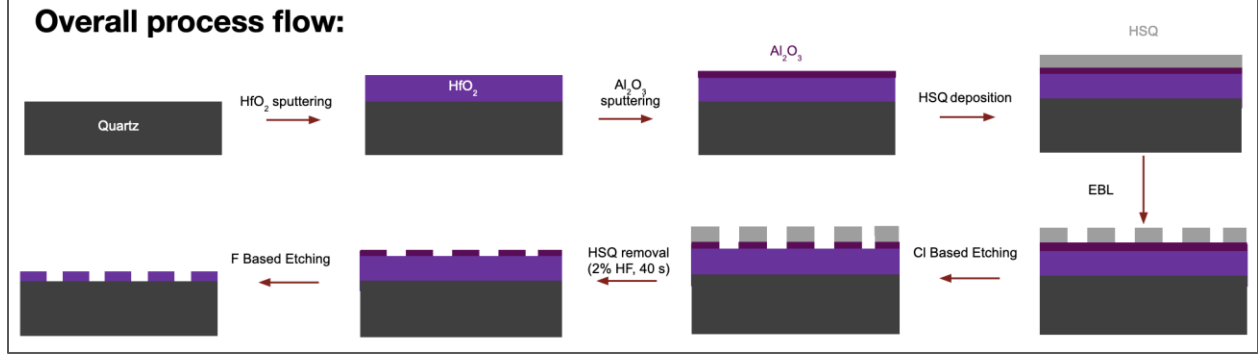 Overall process flow:
Quartz
HfO₂ sputtering
HfO₂
Al₂O₃
sputtering
Al₂O₃
HSQ deposition
HSQ
EBL
Cl Based Etching
HSQ removal
(2% HF, 40 s)
F Based Etching